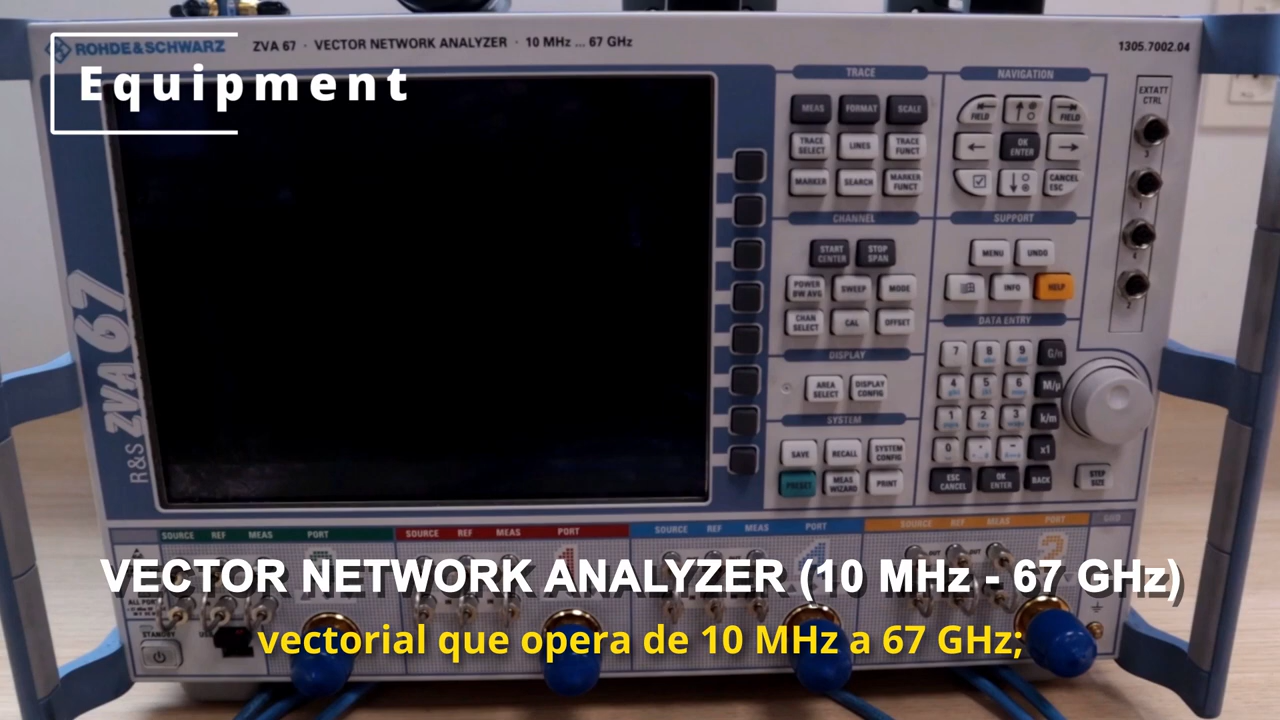 ROHDE&SCHWARZ
ZVA 67 · VECTOR NETWORK ANALYZER · 10 MHz ... 67 GHz
1305.7002.04
Equipment
TRACE
MEAS FORMAT SCALE
TRACE SELECT LINES TRACE FUNCT
MARKER SEARCH MARKER FUNCT
CHANNEL
START CENTER STOP SPAN
POWER BW AVG SWEEP MODE
CHAN SELECT CAL OFFSET
DISPLAY
AREA SELECT DISPLAY CONFIG
SYSTEM
SAVE RECALL SYSTEM CONFIG
PRESET MEAS WIZARD PRINT
NAVIGATION
FIELD FIELD
OK ENTER
CANCEL ESC
SUPPORT
MENU UNDO
INFO HELP
DATA ENTRY
7 8 9 G/n
4 5 6 M/µ
1 2 3 k/m
0 . - x1
ESC CANCEL OK ENTER BACK
STEP SIZE
EXTATT CTRL
R&S ZVA 67
SOURCE REF MEAS PORT
SOURCE REF MEAS PORT 1
SOURCE REF MEAS PORT 4
SOURCE REF MEAS PORT 2
VECTOR NETWORK ANALYZER (10 MHz - 67 GHz)
STANDBY
vectorial que opera de 10 MHz a 67 GHz;